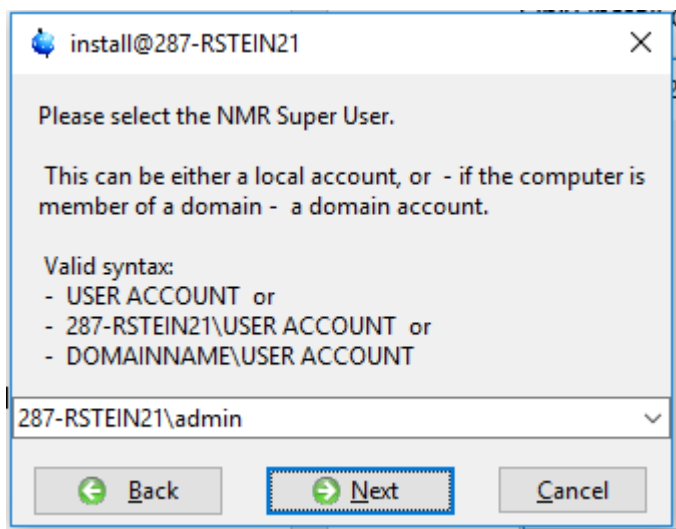 install@287-RSTEIN21
Please select the NMR Super User.
This can be either a local account, or - if the computer is
member of a domain - a domain account.
Valid syntax:
- USER ACCOUNT or
- 287-RSTEIN21\USER ACCOUNT or
- DOMAINNAME\USER ACCOUNT
287-RSTEIN21\admin
Back
Next
Cancel